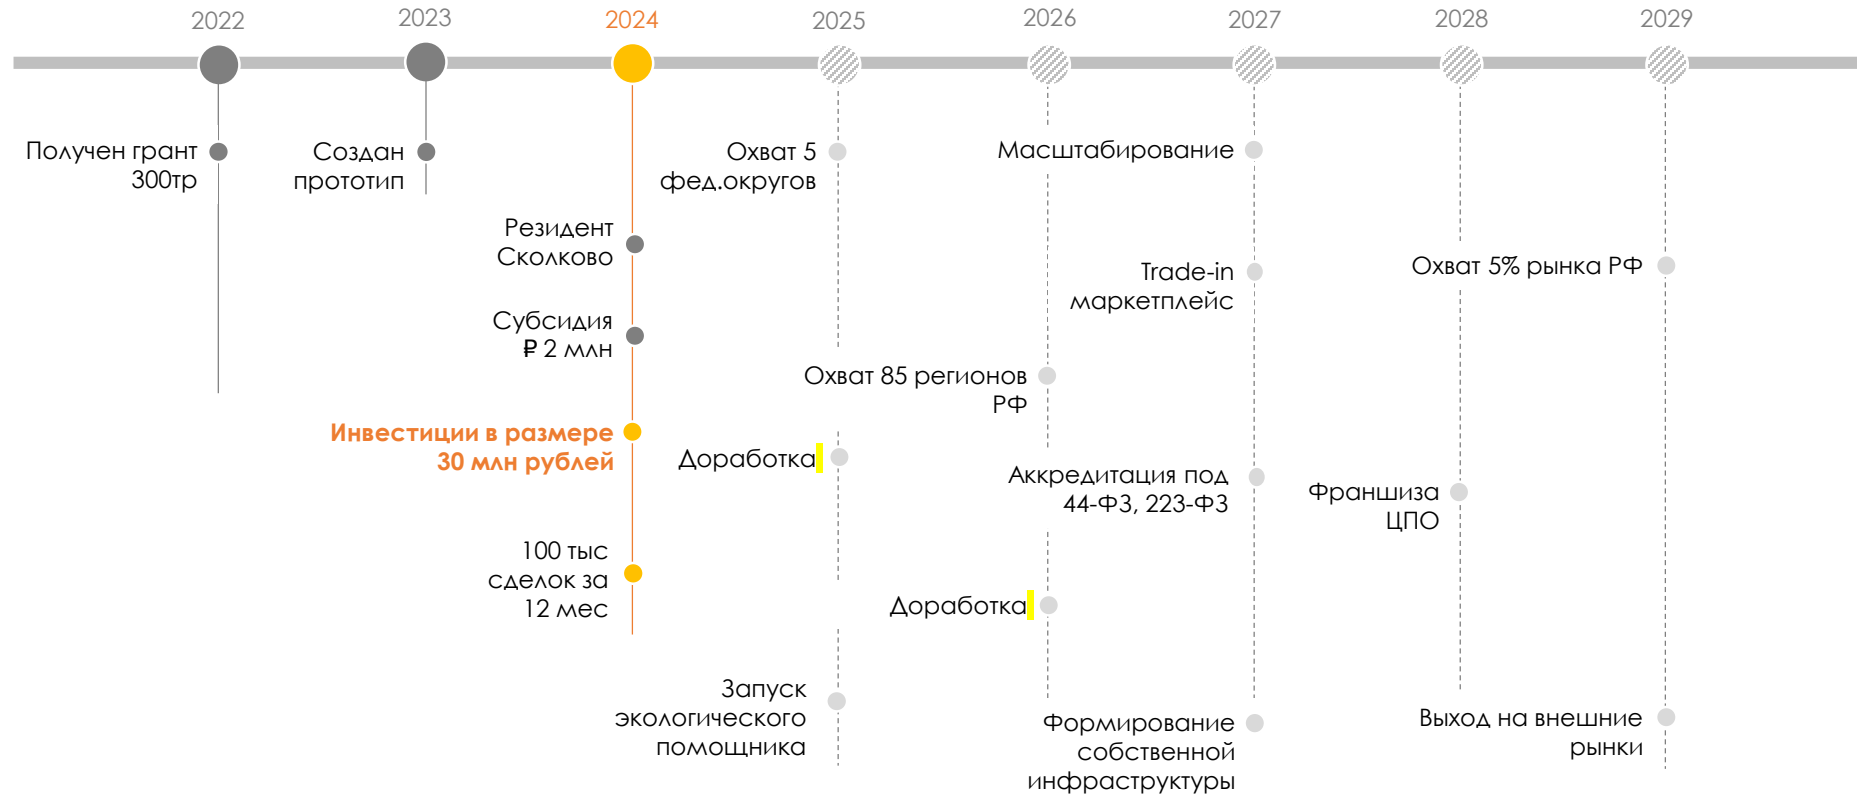 2022
2023
2024
2025
2026
2027
2028
2029
Получен грант
300тр
Создан
прототип
Резидент
Сколково
Субсидия
₽ 2 млн
Инвестиции в размере
30 млн рублей
100 тыс
сделок за
12 мес
Охват 5
фед.округов
Доработка
Запуск
экологического
помощника
Охват 85 регионов
РФ
Доработка
Масштабирование
Trade-in
маркетплейс
Аккредитация под
44-ФЗ, 223-ФЗ
Формирование
собственной
инфраструктуры
Франшиза
ЦПО
Охват 5% рынка РФ
Выход на внешние
рынки